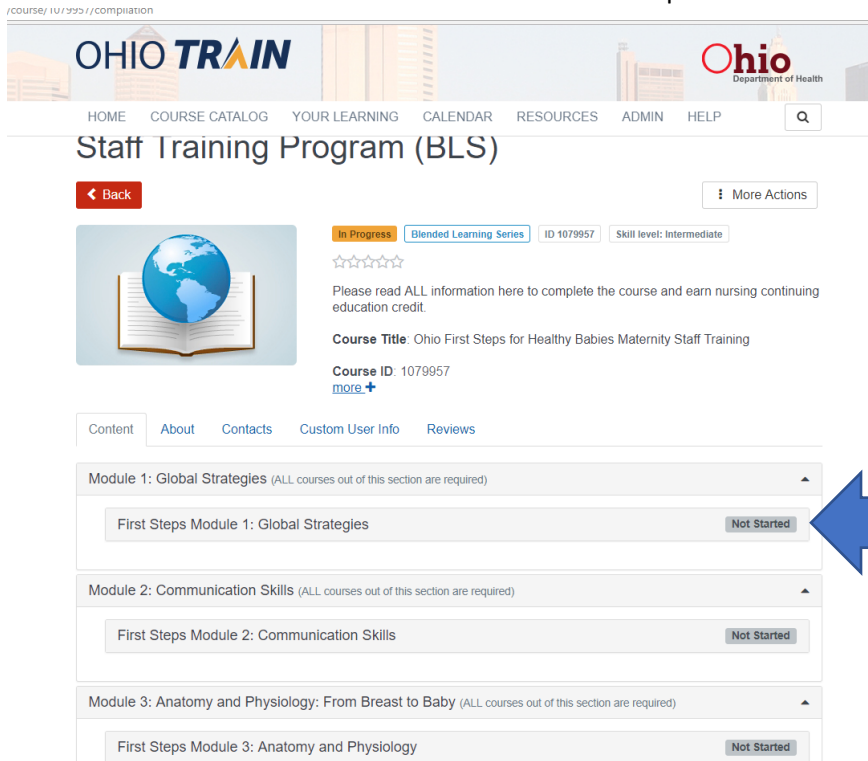 /course/1079957/compilation
OHIO TRAIN
Ohio
Department of Health
HOME COURSE CATALOG YOUR LEARNING CALENDAR RESOURCES ADMIN HELP
Staff Training Program (BLS)
Back
More Actions
In Progress Blended Learning Series ID 1079957 Skill level: Intermediate
Please read ALL information here to complete the course and earn nursing continuing
education credit.
Course Title: Ohio First Steps for Healthy Babies Maternity Staff Training
Course ID: 1079957
more
Content About Contacts Custom User Info Reviews
Module 1: Global Strategies (ALL courses out of this section are required)
First Steps Module 1: Global Strategies Not Started
Module 2: Communication Skills (ALL courses out of this section are required)
First Steps Module 2: Communication Skills Not Started
Module 3: Anatomy and Physiology: From Breast to Baby (ALL courses out of this section are required)
First Steps Module 3: Anatomy and Physiology Not Started